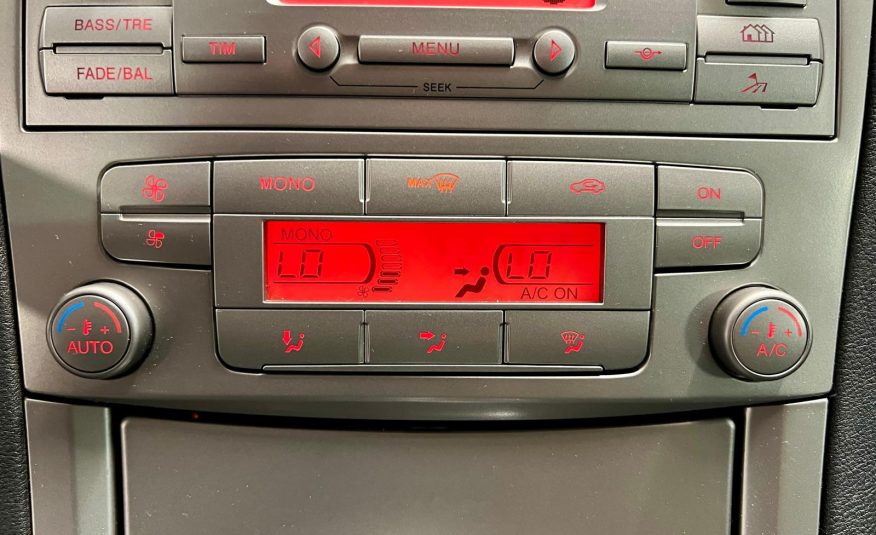 BASS/TRE
TIM
MENU
FADE/BAL
SEEK
MONO
MAX
ON
MONO
LO
LO
A/C ON
OFF
- +
AUTO
- +
A/C